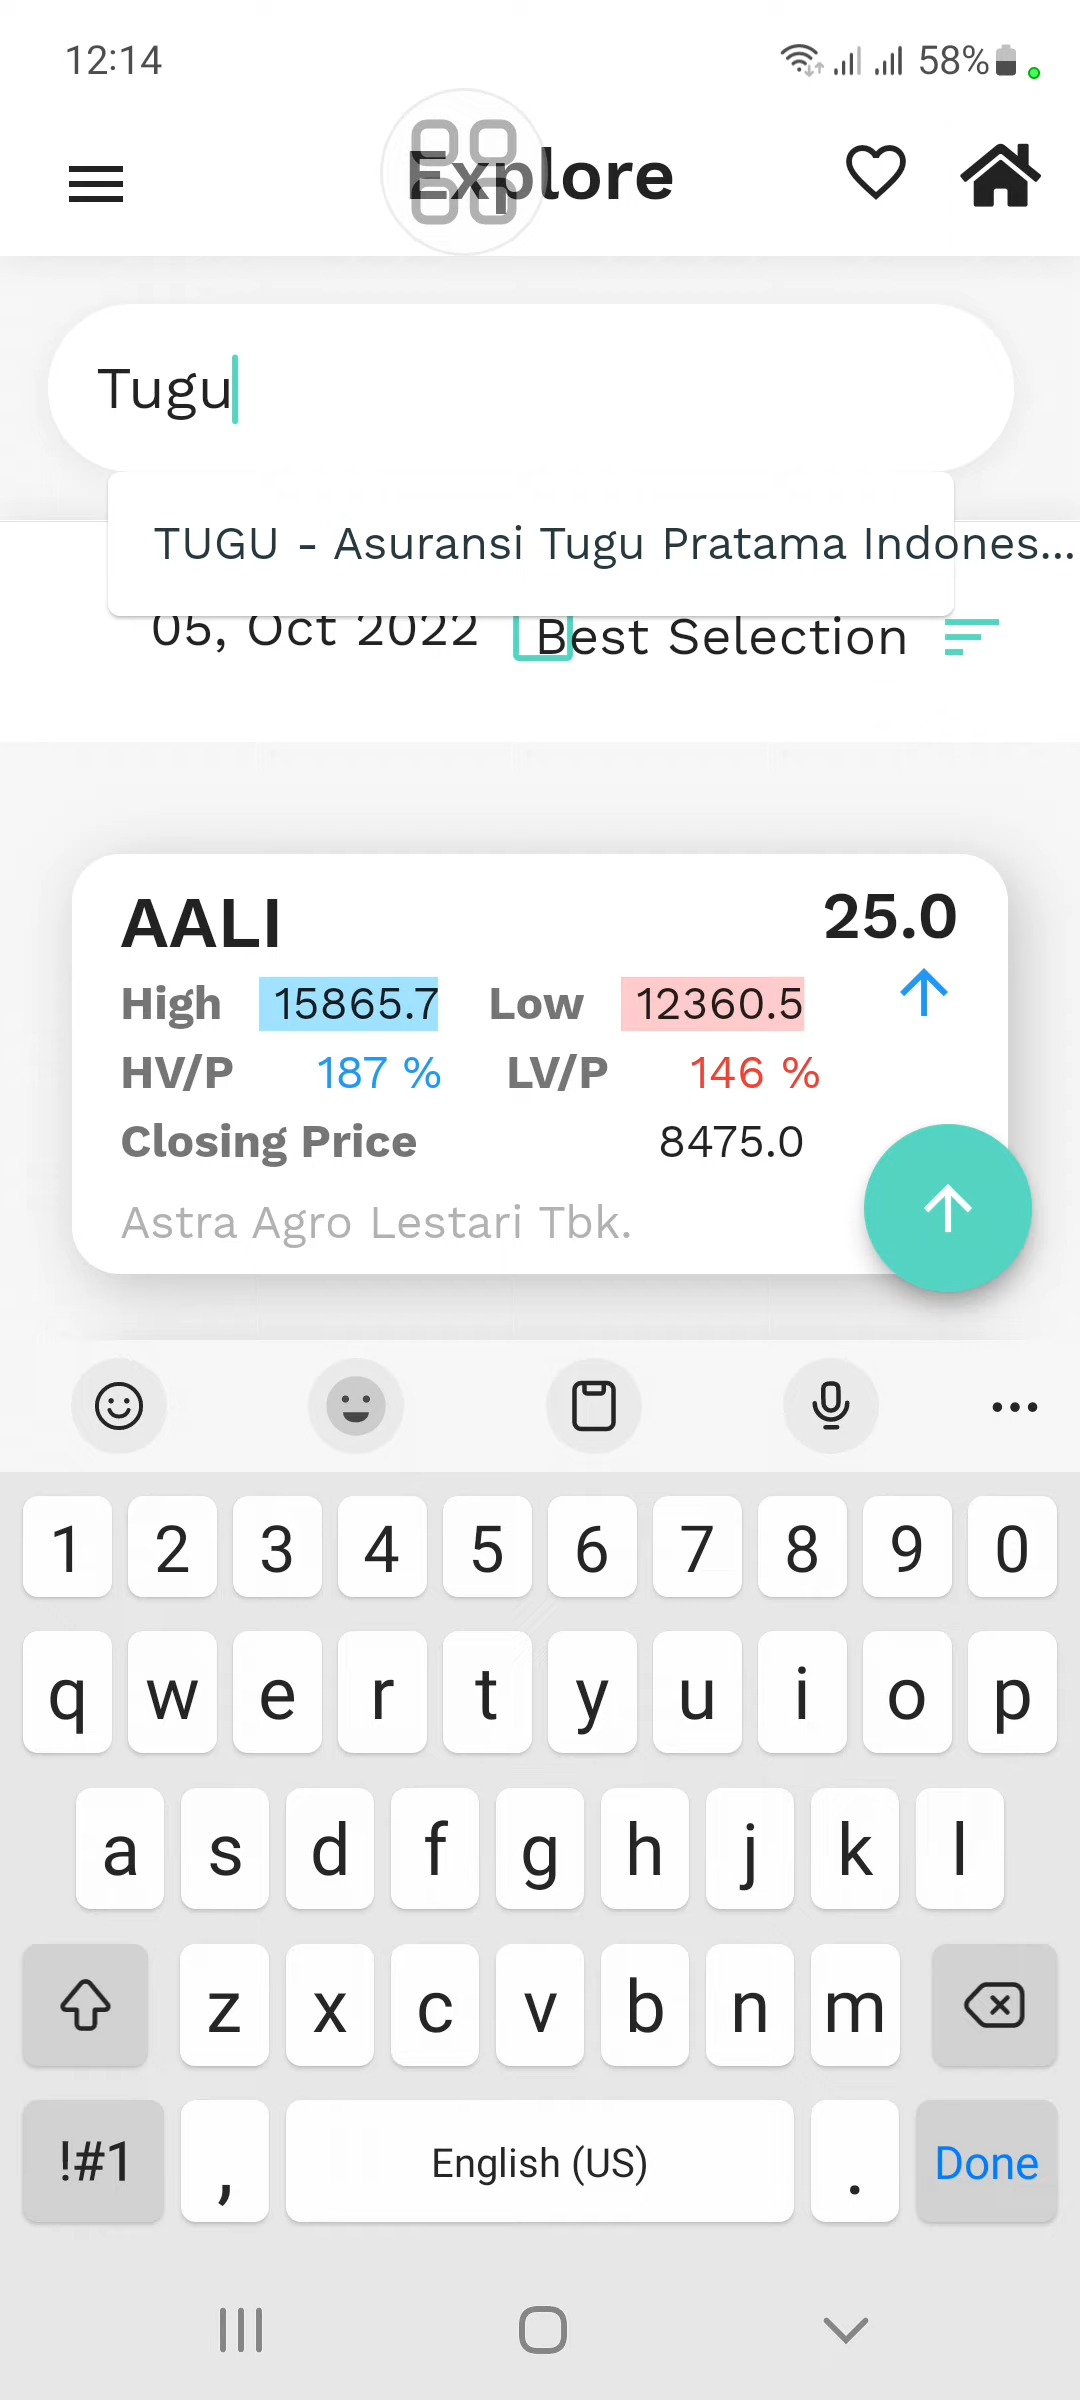 12:14
58%
Explore
Tugu
TUGU - Asuransi Tugu Pratama Indones...
05, Oct 2022
Best Selection
AALI
25.0
High 15865.7 Low 12360.5
HV/P 187 % LV/P 146 %
Closing Price 8475.0
Astra Agro Lestari Tbk.
1 2 3 4 5 6 7 8 9 0
q w e r t y u i o p
a s d f g h j k l
z x c v b n m
!#1 , English (US) . Done